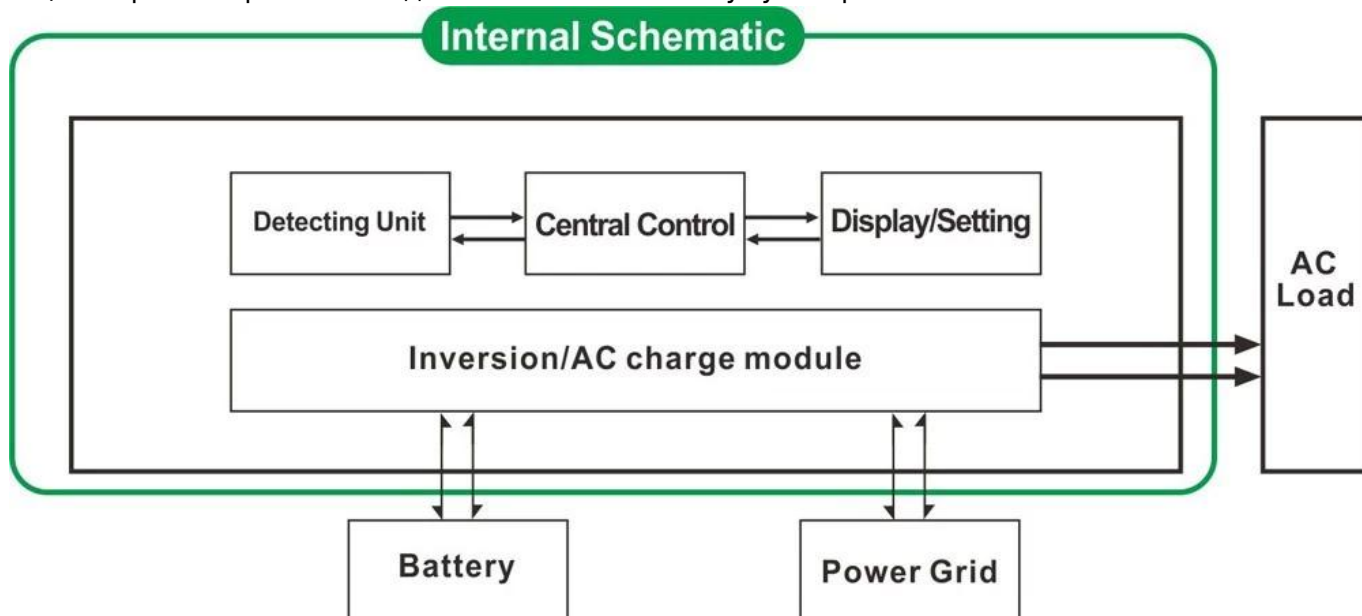 Internal Schematic
Detecting Unit
Central Control
Display/Setting
AC
Load
Inversion/AC charge module
Battery
Power Grid